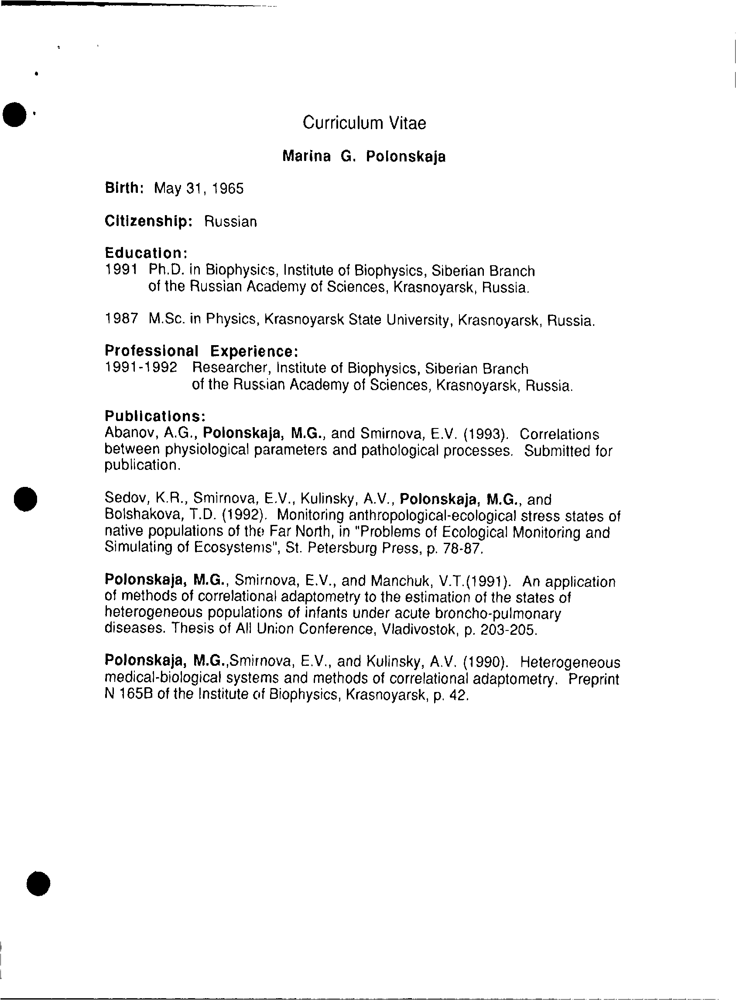 Curriculum Vitae
Marina G. Polonskaja
Birth: May 31, 1965
Citizenship: Russian
Education:
1991 Ph.D. in Biophysics, Institute of Biophysics, Siberian Branch
of the Russian Academy of Sciences, Krasnoyarsk, Russia.
1987 M.Sc. in Physics, Krasnoyarsk State University, Krasnoyarsk, Russia.
Professional Experience:
1991-1992 Researcher, Institute of Biophysics, Siberian Branch
of the Russian Academy of Sciences, Krasnoyarsk, Russia.
Publications:
Abanov, A.G., Polonskaja, M.G., and Smirnova, E.V. (1993). Correlations
between physiological parameters and pathological processes. Submitted for
publication.
Sedov, K.R., Smirnova, E.V., Kulinsky, A.V., Polonskaja, M.G., and
Bolshakova, T.D. (1992). Monitoring anthropological-ecological stress states of
native populations of the Far North, in "Problems of Ecological Monitoring and
Simulating of Ecosystems", St. Petersburg Press, p. 78-87.
Polonskaja, M.G., Smirnova, E.V., and Manchuk, V.T.(1991). An application
of methods of correlational adaptometry to the estimation of the states of
heterogeneous populations of infants under acute broncho-pulmonary
diseases. Thesis of All Union Conference, Vladivostok, p. 203-205.
Polonskaja, M.G.,Smirnova, E.V., and Kulinsky, A.V. (1990). Heterogeneous
medical-biological systems and methods of correlational adaptometry. Preprint
N 165B of the Institute of Biophysics, Krasnoyarsk, p. 42.